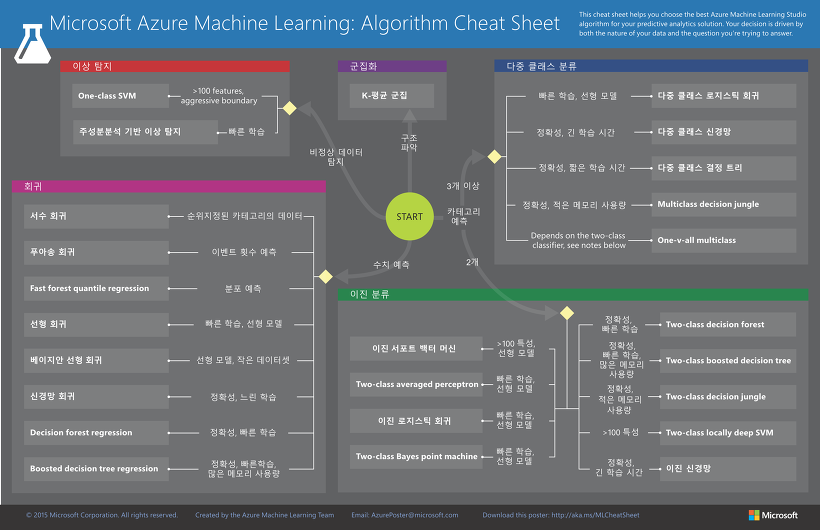 Microsoft Azure Machine Learning: Algorithm Cheat Sheet
This cheat sheet helps you choose the best Azure Machine Learning Studio
algorithm for your predictive analytics solution. Your decision is driven by
both the nature of your data and the question you're trying to answer.
이상 탐지
One-class SVM
>100 features,
aggressive boundary
주성분분석 기반 이상 탐지
빠른 학습
군집화
K-평균 군집
다중 클래스 분류
빠른 학습, 선형 모델
다중 클래스 로지스틱 회귀
정확성, 긴 학습 시간
다중 클래스 신경망
정확성, 짧은 학습 시간
다중 클래스 결정 트리
정확성, 적은 메모리 사용량
Multiclass decision jungle
Depends on the two-class
classifier, see notes below
One-v-all multiclass
비정상 데이터
탐지
구조
파악
3개 이상
START
카테고리
예측
수치 예측
2개
회귀
서수 회귀
순위지정된 카테고리의 데이터
푸아송 회귀
이벤트 횟수 예측
Fast forest quantile regression
분포 예측
선형 회귀
빠른 학습, 선형 모델
베이지안 선형 회귀
선형 모델, 작은 데이터셋
신경망 회귀
정확성, 느린 학습
Decision forest regression
정확성, 빠른 학습
Boosted decision tree regression
정확성, 빠른학습,
많은 메모리 사용량
이진 분류
이진 서포트 백터 머신
>100 특성,
선형 모델
Two-class averaged perceptron
빠른 학습,
선형 모델
이진 로지스틱 회귀
빠른 학습,
선형 모델
Two-class Bayes point machine
빠른 학습,
선형 모델
정확성,
빠른 학습
Two-class decision forest
정확성,
빠른 학습,
많은 메모리
사용량
Two-class boosted decision tree
정확성,
적은 메모리
사용량
Two-class decision jungle
>100 특성
Two-class locally deep SVM
정확성,
긴 학습 시간
이진 신경망
© 2015 Microsoft Corporation. All rights reserved.
Created by the Azure Machine Learning Team
Email: AzurePoster@microsoft.com
Download this poster: http://aka.ms/MLCheatSheet
Microsoft